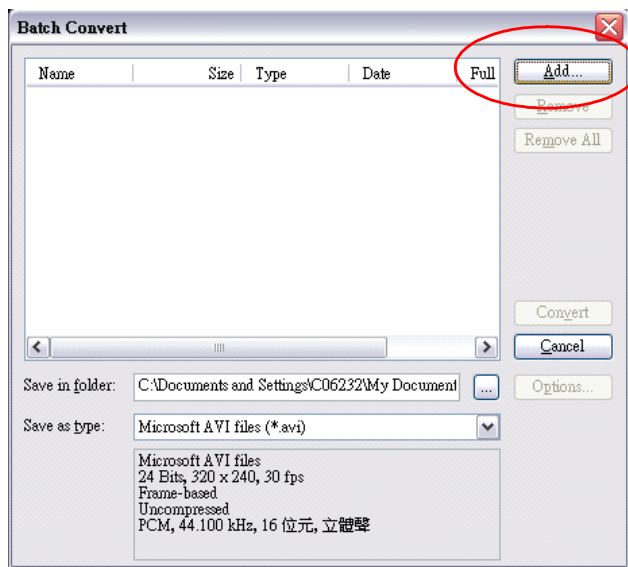 Batch Convert
Name Size Type Date Full
Add...
Remove
Remove All
Convert
Cancel
Save in folder: C:\Documents and Settings\C06232\My Document ...
Options...
Save as type: Microsoft AVI files (*.avi)
Microsoft AVI files
24 Bits, 320 x 240, 30 fps
Frame-based
Uncompressed
PCM, 44.100 kHz, 16 位元, 立體聲